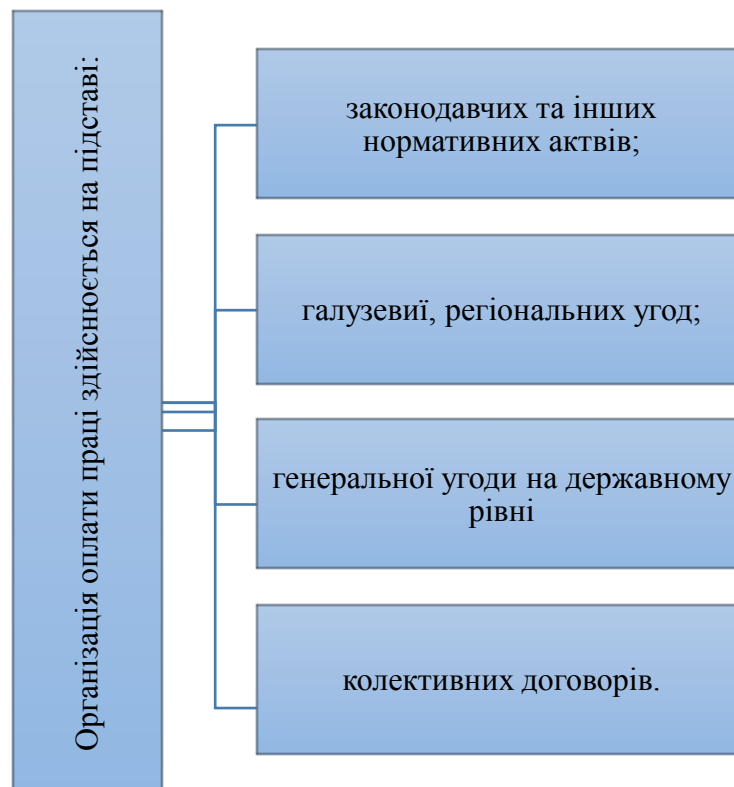 Організація оплати праці здійснюється на підставі:
законодавчих та інших
нормативних актвів;
галузевиї, регіональних угод;
генеральної угоди на державному
рівні
колективних договорів.